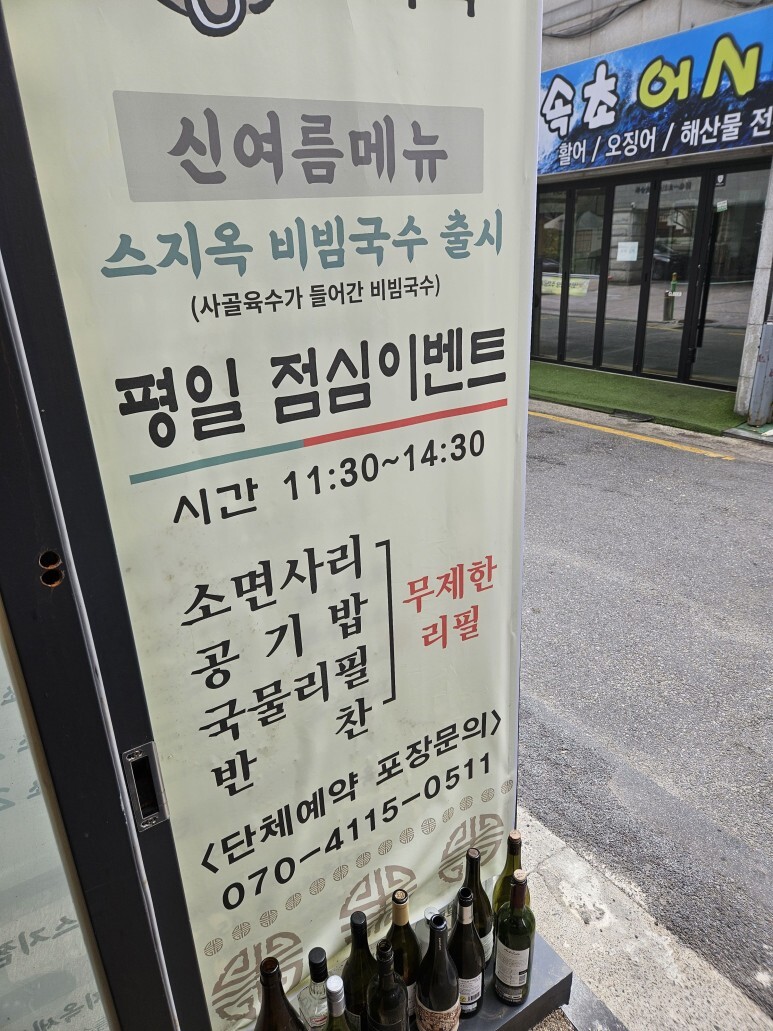 신여름메뉴
스지옥 비빔국수 출시
(사골육수가 들어간 비빔국수)
평일 점심이벤트
시간 11:30~14:30
소면사리
공기밥
국물리필
반찬
무제한
리필
<단체예약 포장문의>
070-4115-0511
속초 어시
활어 / 오징어 / 해산물 전